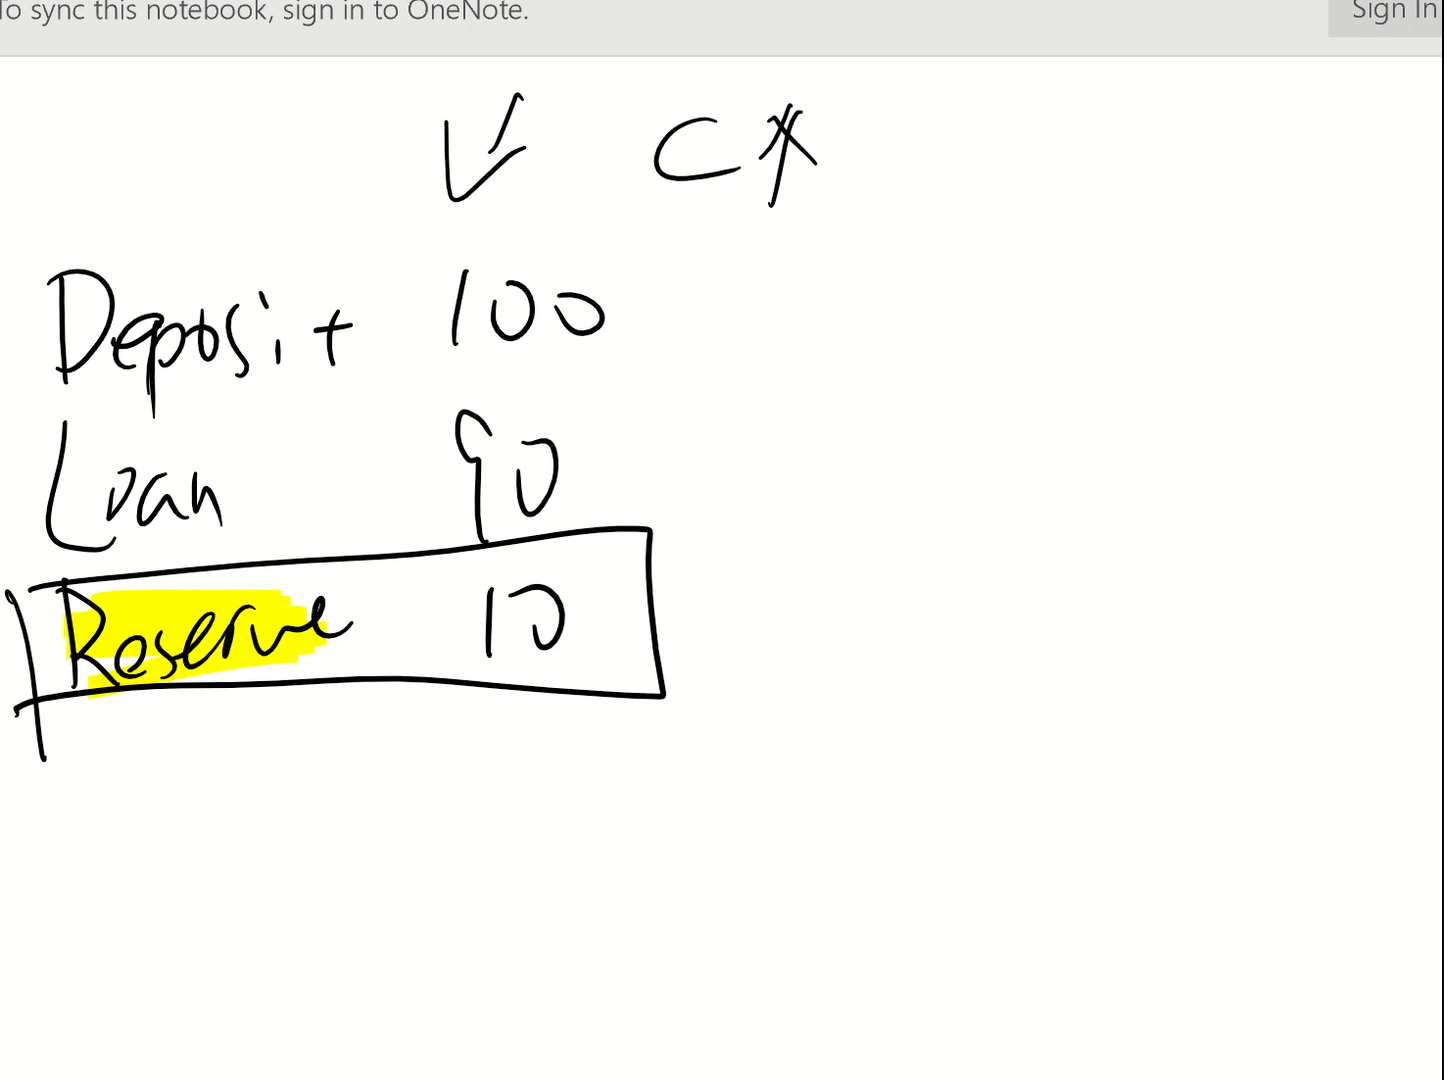 To sync this notebook, sign in to OneNote.
Sign In
Deposit 100
Loan 90
Reserve 10